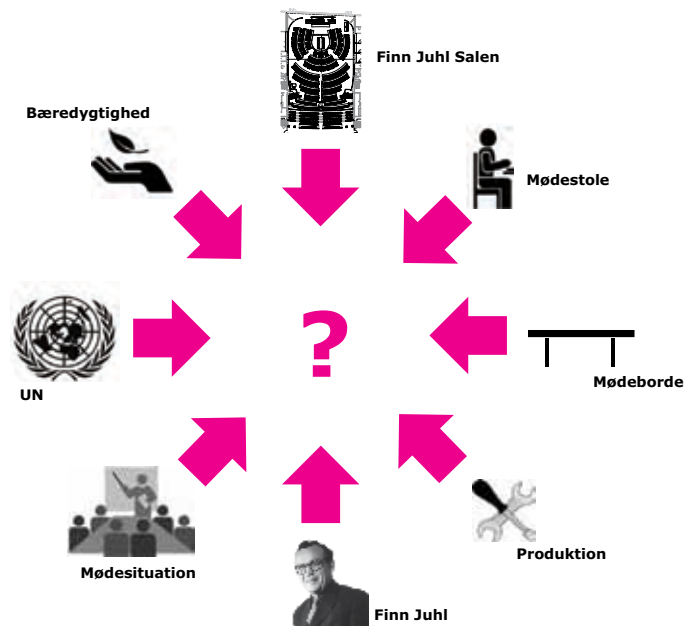 Finn Juhl Salen
Bæredygtighed
Mødestole
?
UN
Mødeborde
Mødesituation
Produktion
Finn Juhl